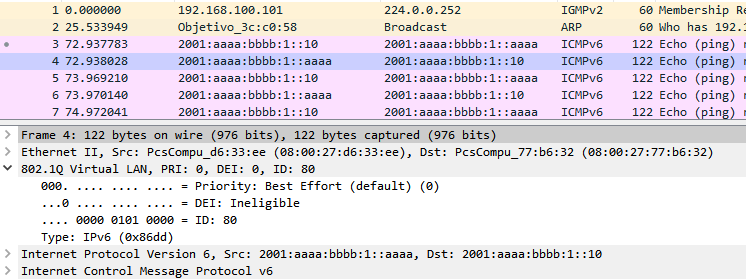 1 0.000000 192.168.100.101 224.0.0.252 IGMPv2 60 Membership Re
2 25.533949 Objetivo_3c:c0:58 Broadcast ARP 60 Who has 192.1
3 72.937783 2001:aaaa:bbbb:1::10 2001:aaaa:bbbb:1::aaaa ICMPv6 122 Echo (ping) r
4 72.938028 2001:aaaa:bbbb:1::aaaa 2001:aaaa:bbbb:1::10 ICMPv6 122 Echo (ping) r
5 73.969210 2001:aaaa:bbbb:1::10 2001:aaaa:bbbb:1::aaaa ICMPv6 122 Echo (ping) r
6 73.970140 2001:aaaa:bbbb:1::aaaa 2001:aaaa:bbbb:1::10 ICMPv6 122 Echo (ping) r
7 74.972041 2001:aaaa:bbbb:1::10 2001:aaaa:bbbb:1::aaaa ICMPv6 122 Echo (ping) r
Frame 4: 122 bytes on wire (976 bits), 122 bytes captured (976 bits)
Ethernet II, Src: PcsCompu_d6:33:ee (08:00:27:d6:33:ee), Dst: PcsCompu_77:b6:32 (08:00:27:77:b6:32)
802.1Q Virtual LAN, PRI: 0, DEI: 0, ID: 80
000. .... .... .... = Priority: Best Effort (default) (0)
...0 .... .... .... = DEI: Ineligible
.... 0000 0101 0000 = ID: 80
Type: IPv6 (0x86dd)
Internet Protocol Version 6, Src: 2001:aaaa:bbbb:1::aaaa, Dst: 2001:aaaa:bbbb:1::10
Internet Control Message Protocol v6